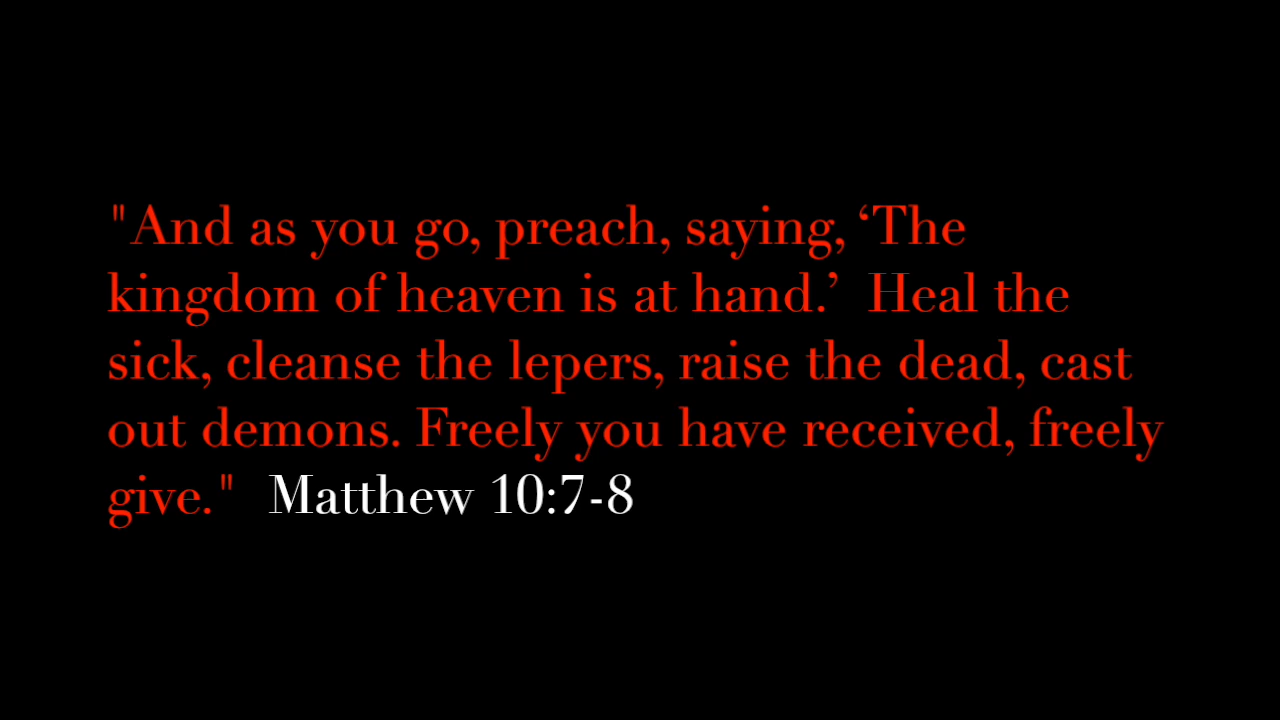 "And as you go, preach, saying, ‘The
kingdom of heaven is at hand.’  Heal the
sick, cleanse the lepers, raise the dead, cast
out demons. Freely you have received, freely
give."  Matthew 10:7-8